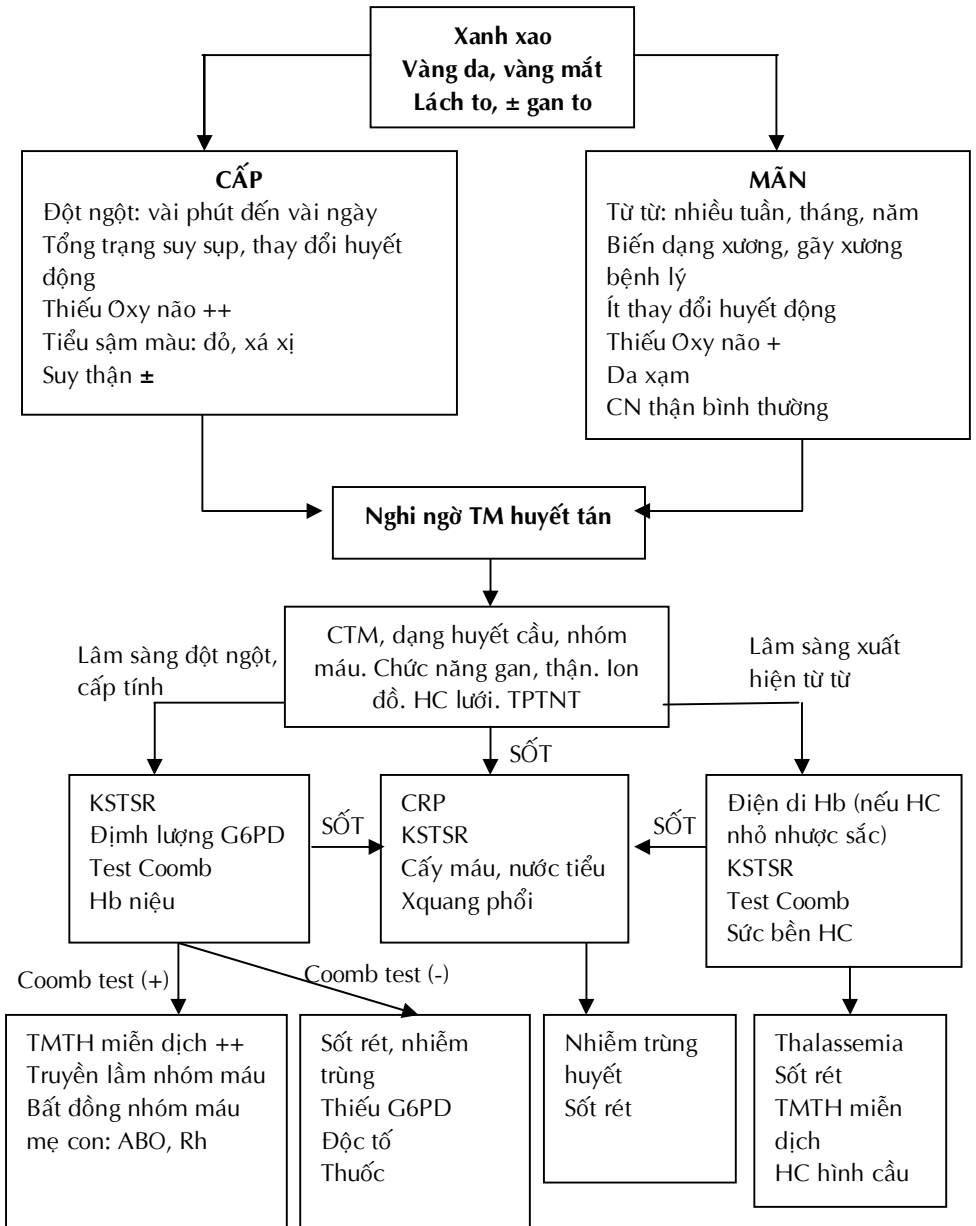 Xanh xao
Vàng da, vàng mắt
Lách to, ± gan to
CẤP
Đột ngột: vài phút đến vài ngày
Tổng trạng suy sụp, thay đổi huyết
động
Thiếu Oxy não ++
Tiểu sậm màu: đỏ, xá xị
Suy thận ±
MÃN
Từ từ: nhiều tuần, tháng, năm
Biến dạng xương, gãy xương
bệnh lý
Ít thay đổi huyết động
Thiếu Oxy não +
Da xạm
CN thận bình thường
Nghi ngờ TM huyết tán
Lâm sàng đột ngột,
cấp tính
CTM, dạng huyết cầu, nhóm
máu. Chức năng gan, thận. Ion
đồ. HC lưới. TPTNT
Lâm sàng xuất
hiện từ từ
SỐT
KSTSR
Định lượng G6PD
Test Coomb
Hb niệu
SỐT
CRP
KSTSR
Cấy máu, nước tiểu
Xquang phổi
SỐT
Điện di Hb (nếu HC
nhỏ nhược sắc)
KSTSR
Test Coomb
Sức bền HC
Coomb test (+)
Coomb test (-)
TMTH miễn dịch ++
Truyền lầm nhóm máu
Bất đồng nhóm máu
mẹ con: ABO, Rh
Sốt rét, nhiễm
trùng
Thiếu G6PD
Độc tố
Thuốc
Nhiễm trùng
huyết
Sốt rét
Thalassemia
Sốt rét
TMTH miễn
dịch
HC hình cầu